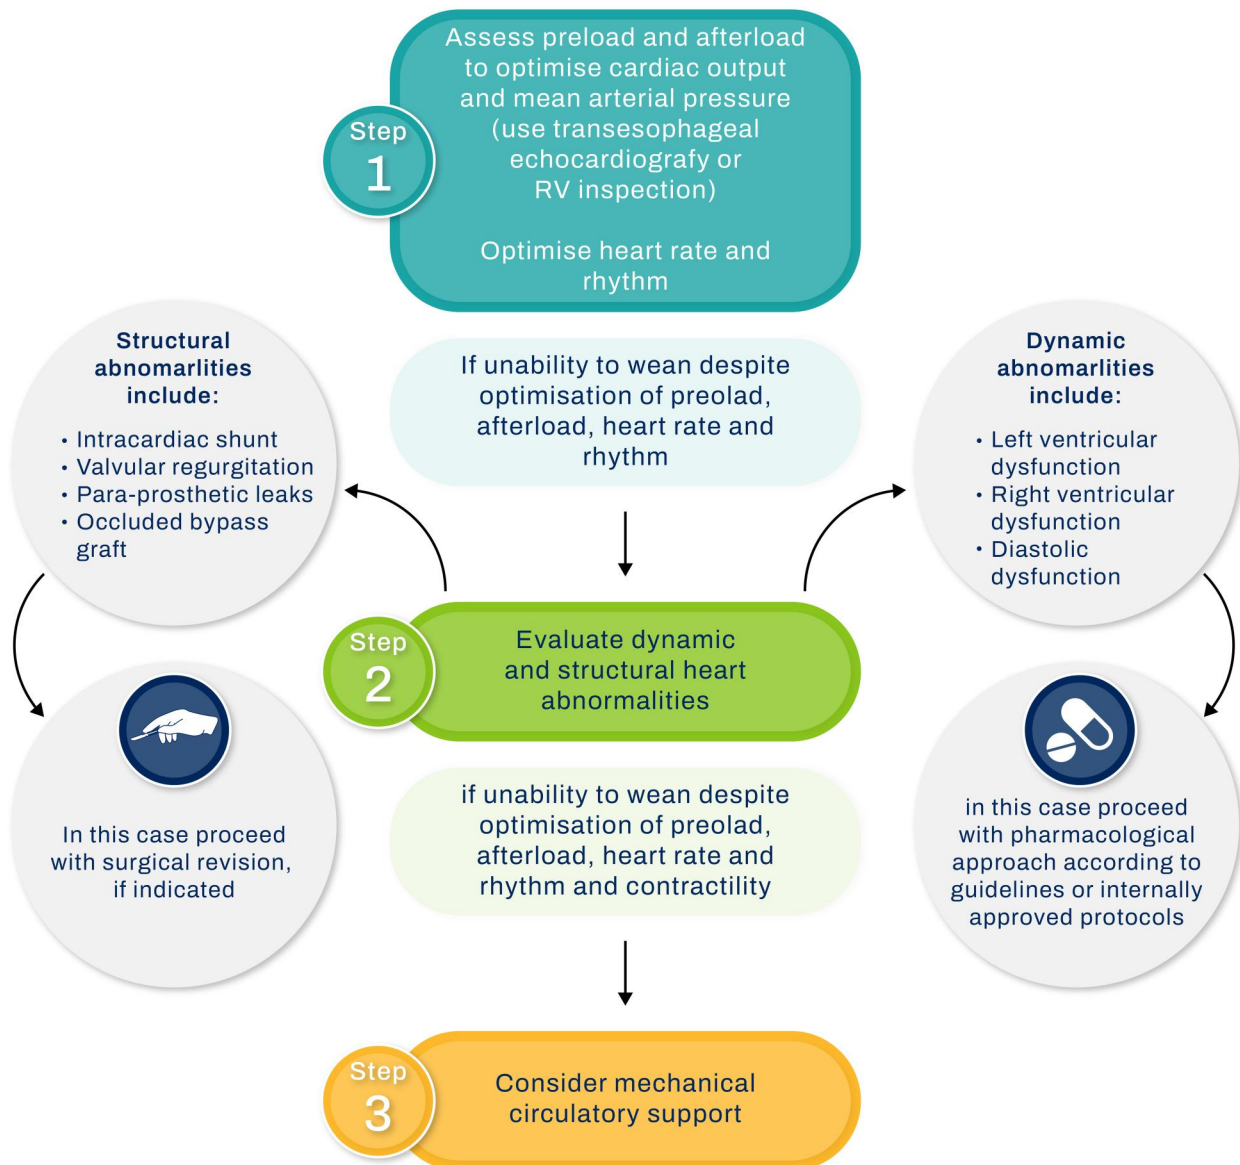 Assess preload and afterload
to optimise cardiac output
and mean arterial pressure
(use transesophageal
echocardiografy or
RV inspection)
Optimise heart rate and
rhythm
Step
1
Structural
abnomarlities
include:
• Intracardiac shunt
• Valvular regurgitation
• Para-prosthetic leaks
• Occluded bypass
graft
If unability to wean despite
optimisation of preolad,
afterload, heart rate and
rhythm
Dynamic
abnomarlities
include:
• Left ventricular
dysfunction
• Right ventricular
dysfunction
• Diastolic
dysfunction
Step
2
Evaluate dynamic
and structural heart
abnormalities
In this case proceed
with surgical revision,
if indicated
if unability to wean despite
optimisation of preolad,
afterload, heart rate and
rhythm and contractility
in this case proceed
with pharmacological
approach according to
guidelines or internally
approved protocols
Step
3
Consider mechanical
circulatory support